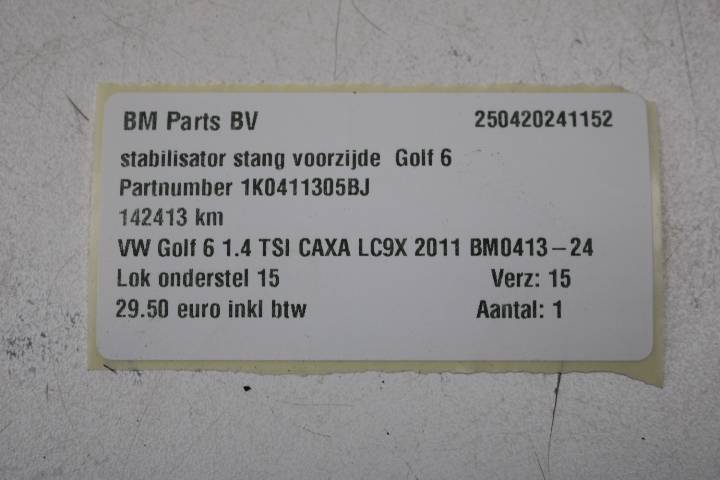 BM Parts BV 250420241152
stabilisator stang voorzijde Golf 6
Partnumber 1K0411305BJ
142413 km
VW Golf 6 1.4 TSI CAXA LC9X 2011 BM0413-24
Lok onderstel 15 Verz: 15
29.50 euro inkl btw Aantal: 1